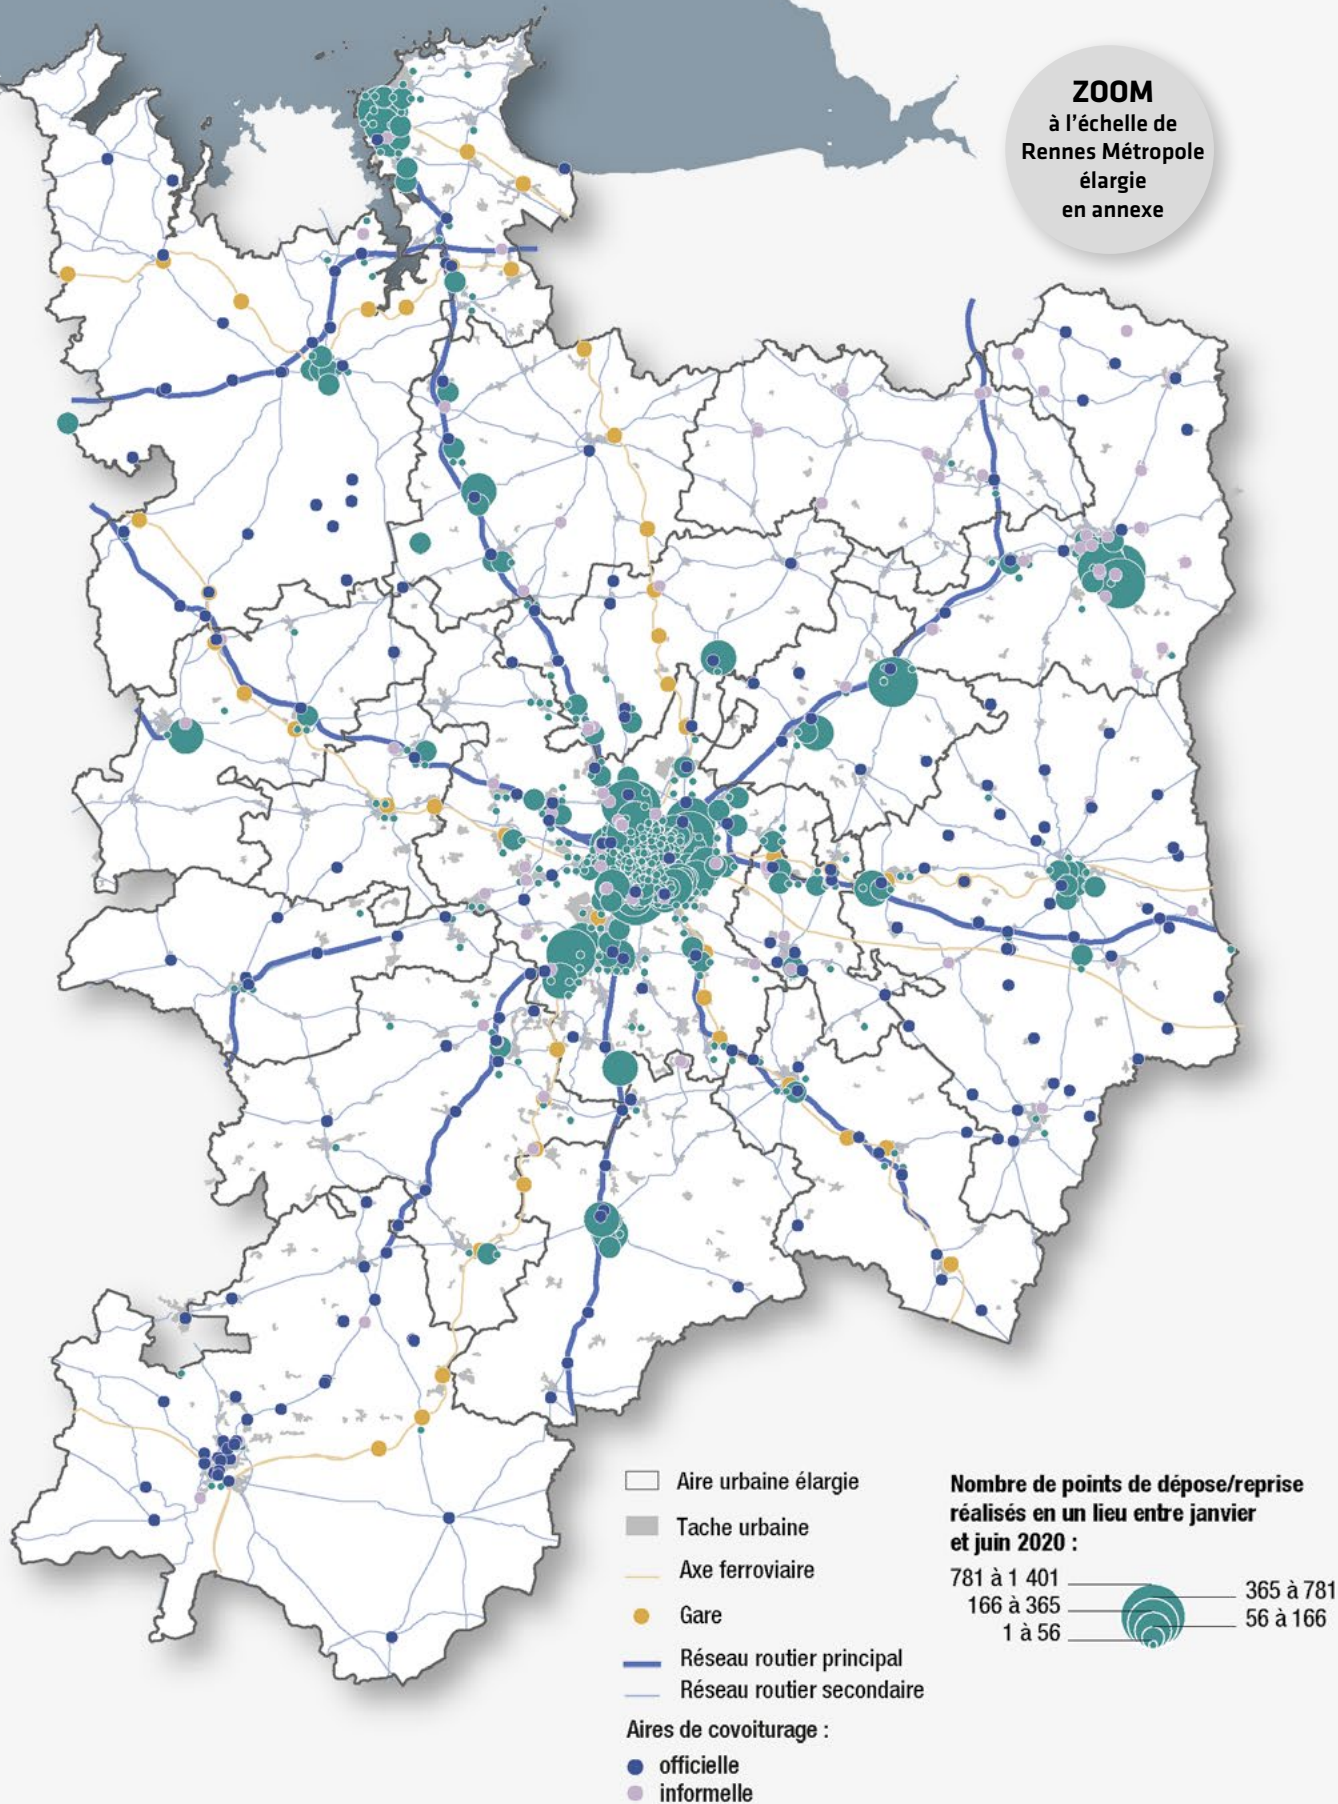 ZOOM
à l'échelle de
Rennes Métropole
élargie
en annexe
Aire urbaine élargie
Tache urbaine
Axe ferroviaire
Gare
Réseau routier principal
Réseau routier secondaire
Aires de covoiturage :
officielle
informelle
Nombre de points de dépose/reprise
réalisés en un lieu entre janvier
et juin 2020 :
781 à 1 401
365 à 781
166 à 365
56 à 166
1 à 56